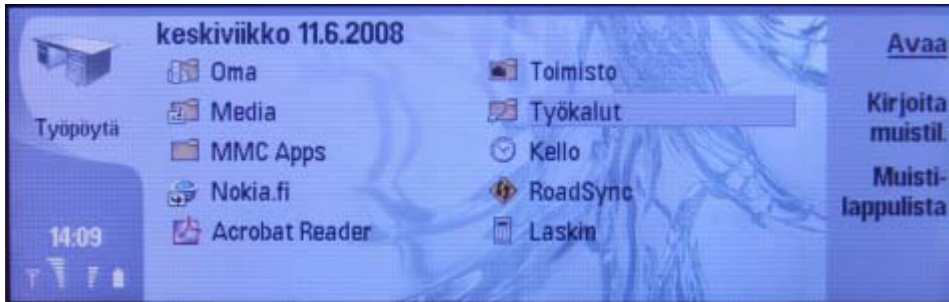 keskiviikko 11.6.2008
Oma
Toimisto
Media
Työkalut
MMC Apps
Kello
Nokia.fi
RoadSync
Acrobat Reader
Laskin
Työpöytä
14:09
Avaa
Kirjoita
muistil.
Muisti-
lappulista